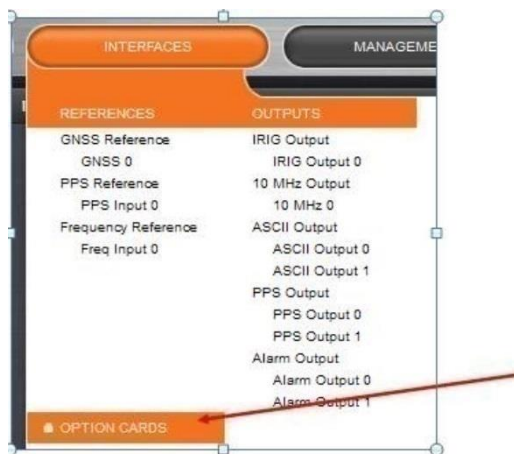 INTERFACES
MANAGEME
REFERENCES
GNSS Reference
GNSS 0
PPS Reference
PPS Input 0
Frequency Reference
Freq Input 0
OUTPUTS
IRIG Output
IRIG Output 0
10 MHz Output
10 MHz 0
ASCII Output
ASCII Output 0
ASCII Output 1
PPS Output
PPS Output 0
PPS Output 1
Alarm Output
Alarm Output 0
Alarm Output 1
OPTION CARDS